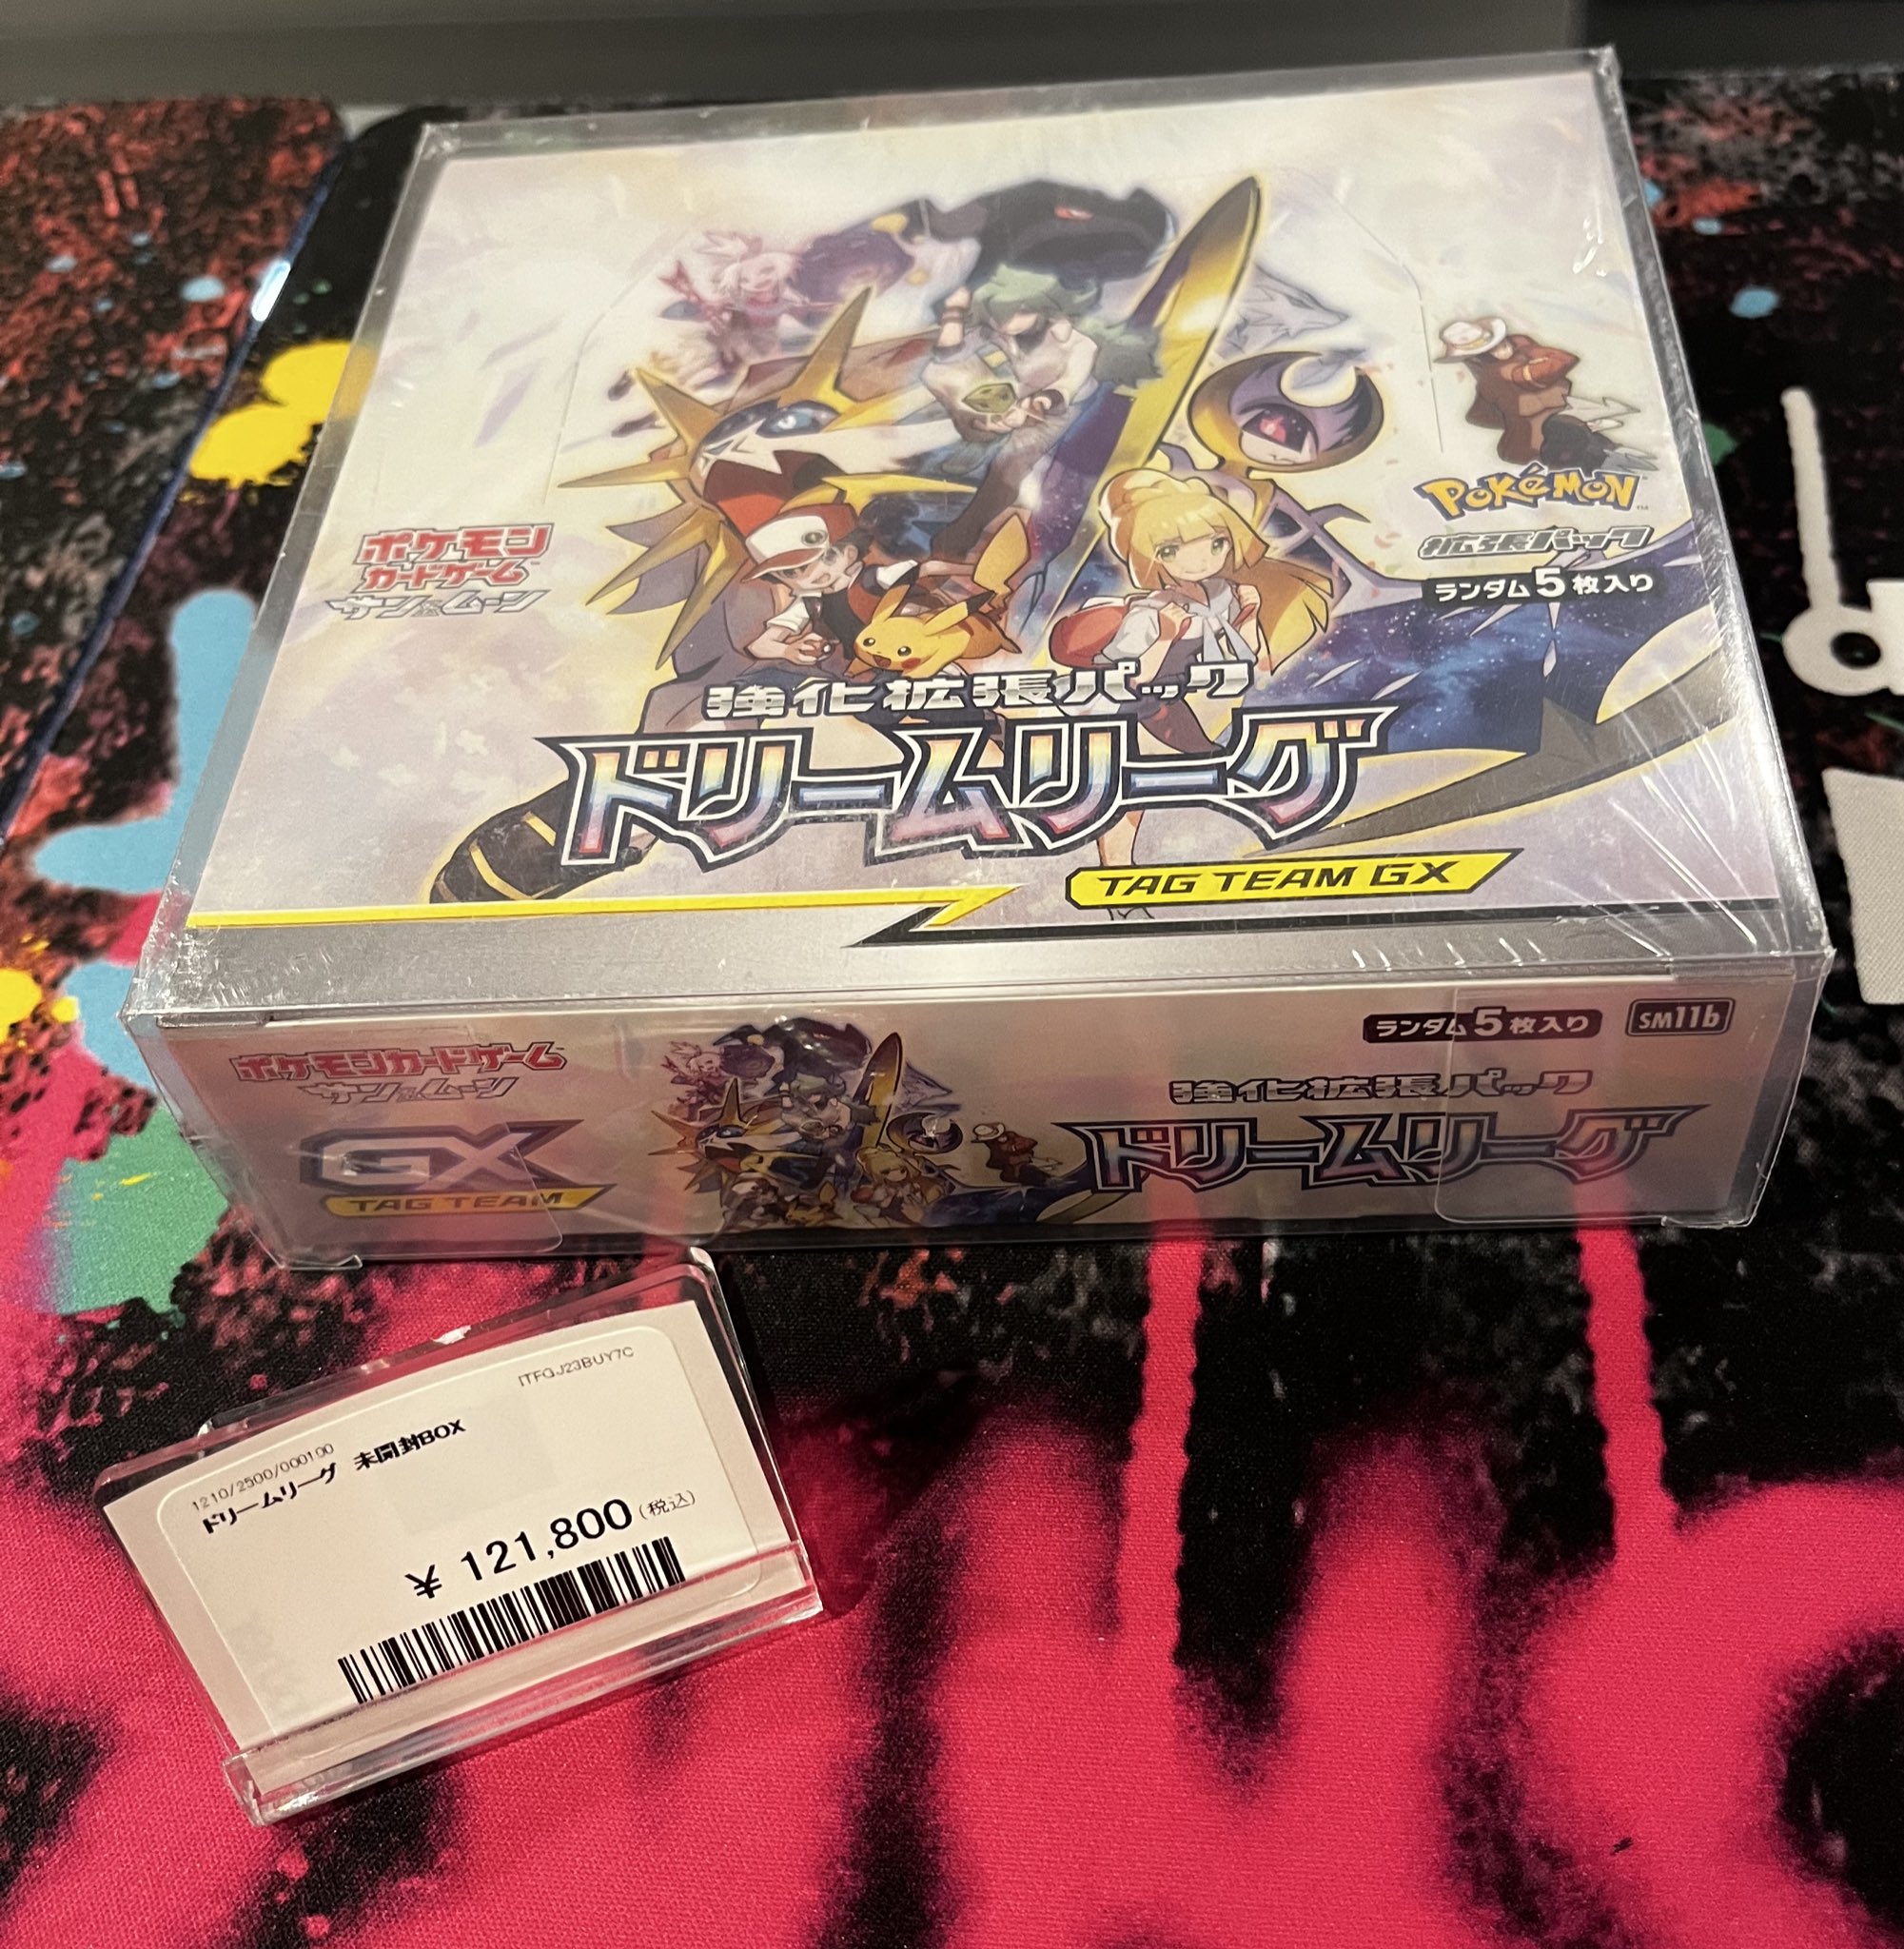 ポケモン
カードゲーム
サン&ムーン
POKéMON
拡張パック
ランダム5枚入り
強化拡張パック
ドリームリーグ
TAG TEAM GX
ポケモンカードゲーム
サン&ムーン
GX
TAG TEAM
ランダム5枚入り
SM11b
強化拡張パック
ドリームリーグ
ITFGJ23BUY7C
1210/2500/000100
ドリームリーグ 未開封BOX
¥ 121,800(税込)